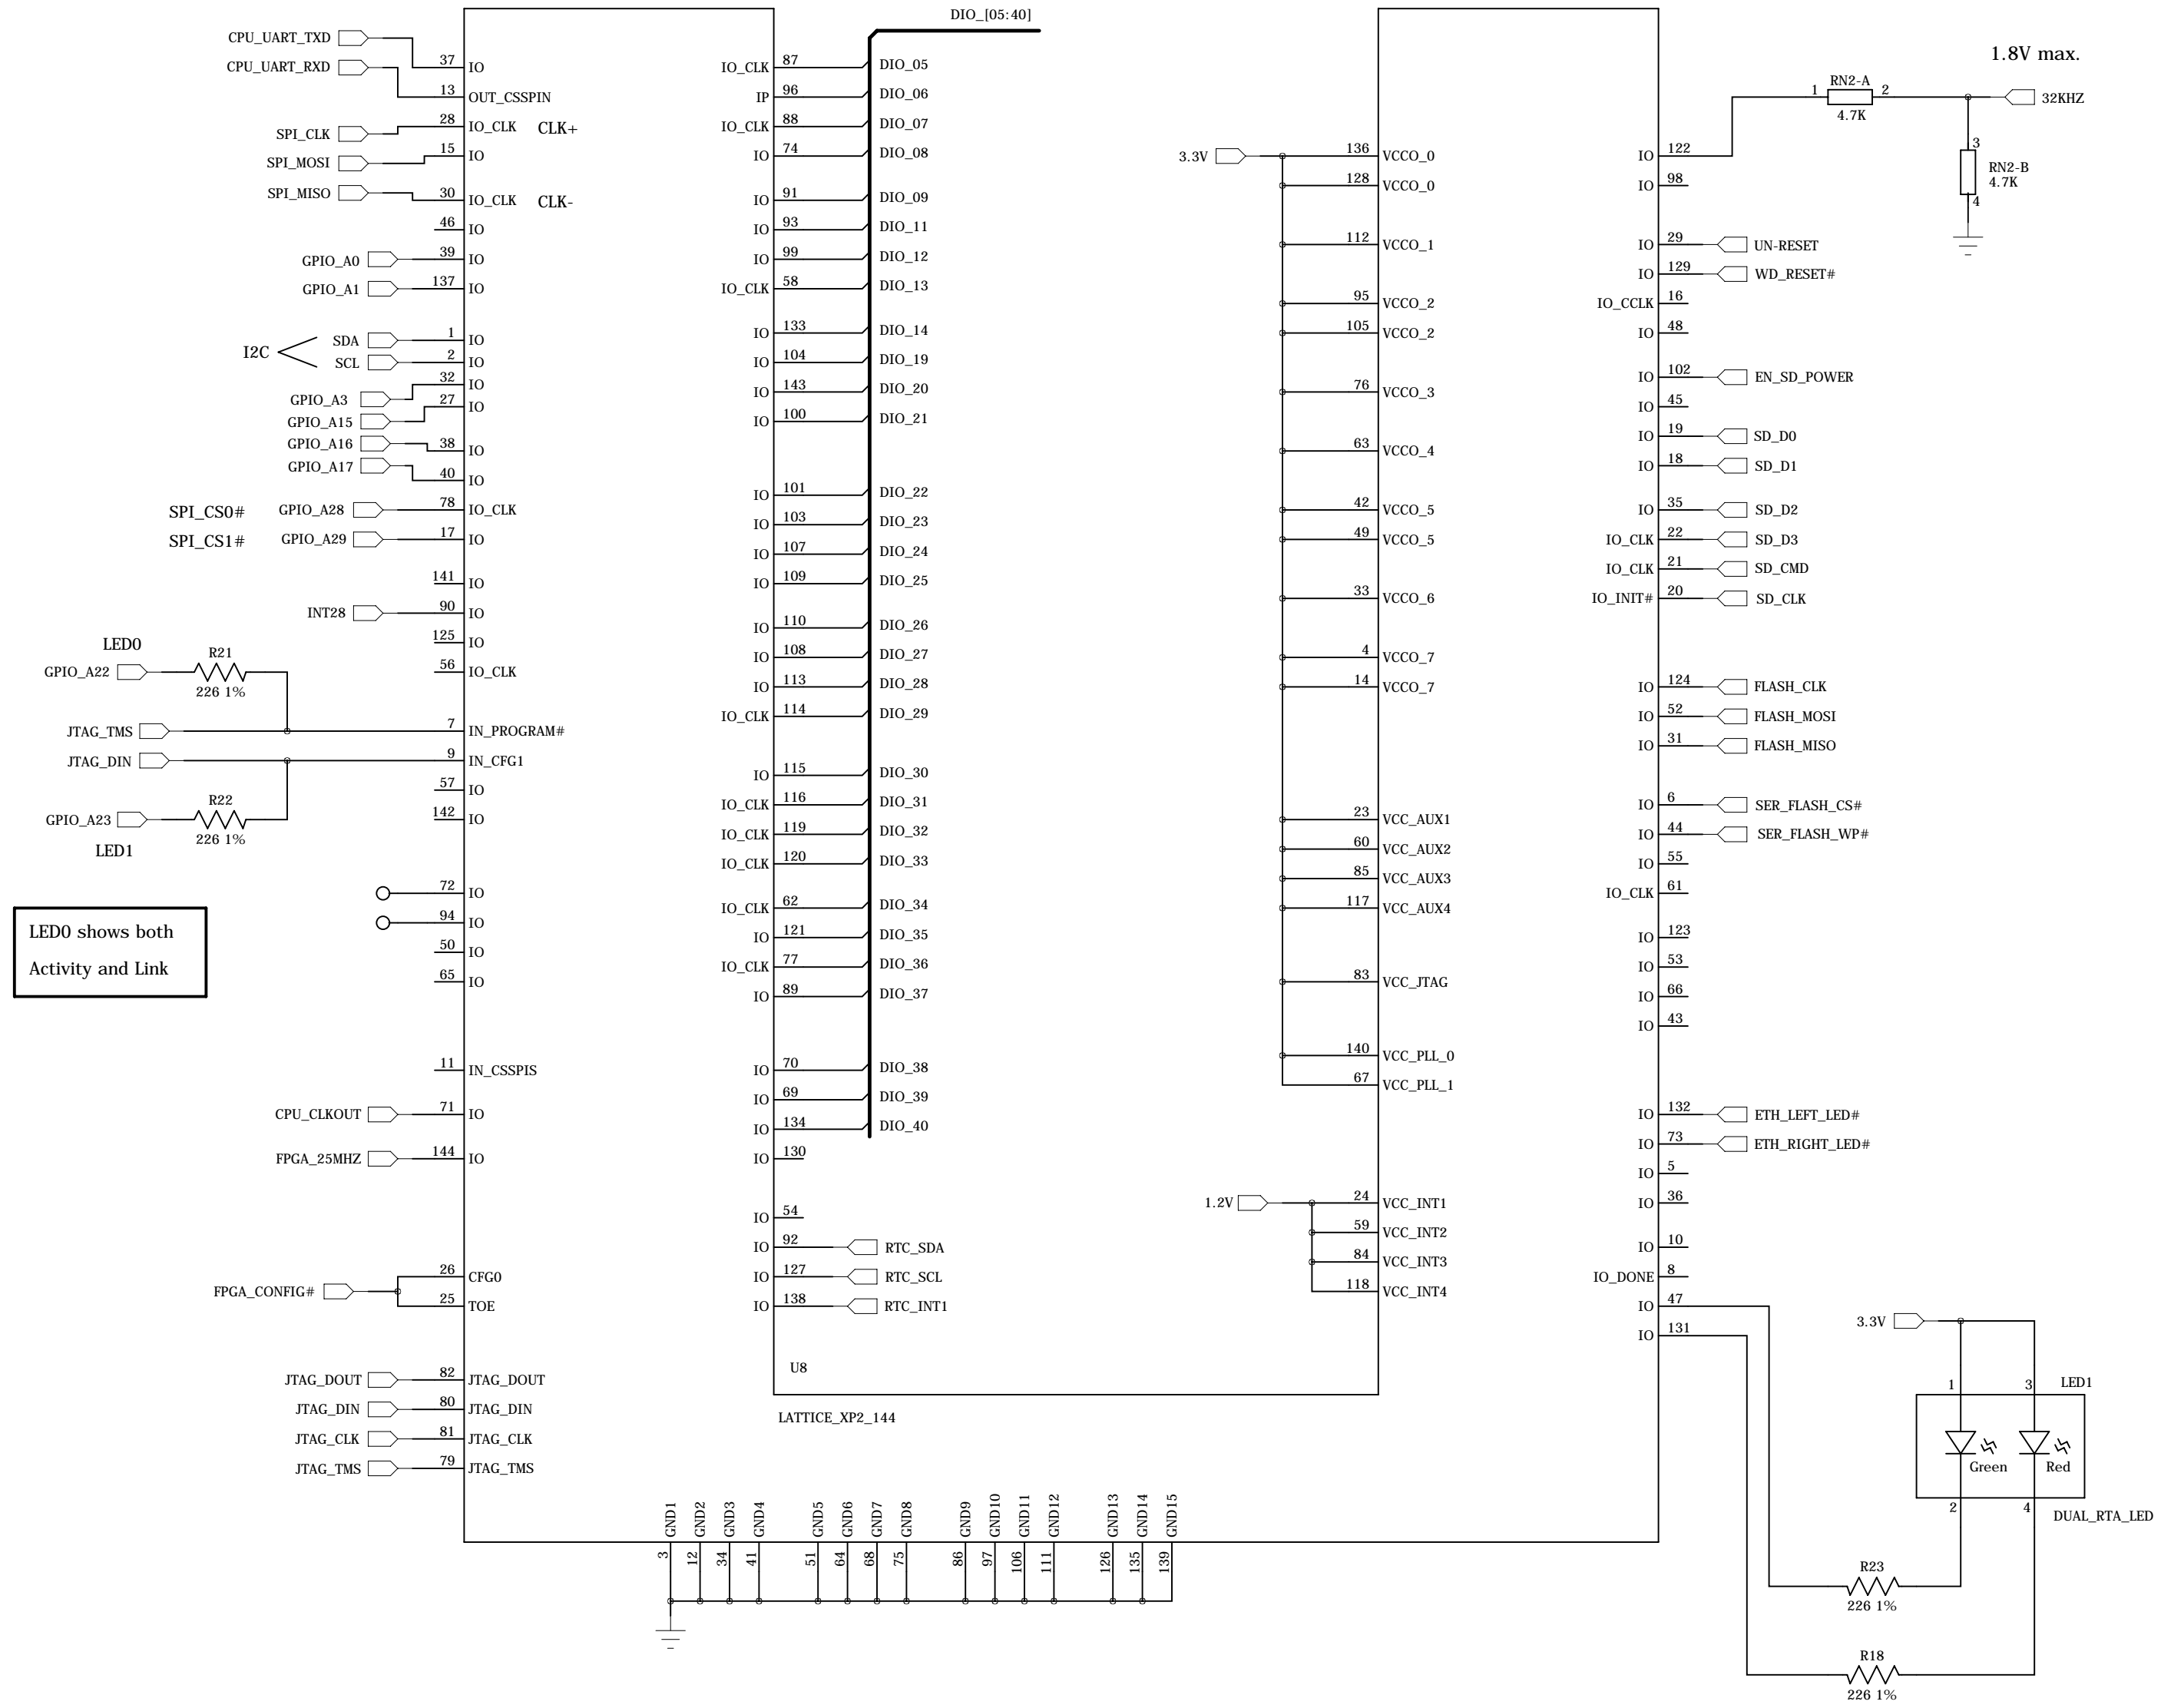 DIO_[05:40]
1.8V max.
CPU_UART_TXD 37 IO
CPU_UART_RXD 13 OUT_CSSPIN
SPI_CLK 28 IO_CLK CLK+
SPI_MOSI 15 IO
SPI_MISO 30 IO_CLK CLK-
46 IO
GPIO_A0 39 IO
GPIO_A1 137 IO
I2C
SDA 1 IO
SCL 2 IO
GPIO_A3 32 IO
GPIO_A15 27 IO
GPIO_A16 38 IO
GPIO_A17 40 IO
SPI_CS0# GPIO_A28 78 IO_CLK
SPI_CS1# GPIO_A29 17 IO
141 IO
INT28 90 IO
125 IO
56 IO_CLK
LED0
GPIO_A22 R21 226 1%
JTAG_TMS 7 IN_PROGRAM#
JTAG_DIN 9 IN_CFG1
57 IO
GPIO_A23 R22 226 1%
142 IO
LED1
72 IO
94 IO
50 IO
65 IO
LED0 shows both
Activity and Link
11 IN_CSSPIS
CPU_CLKOUT 71 IO
FPGA_25MHZ 144 IO
FPGA_CONFIG# 26 CFG0
25 TOE
JTAG_DOUT 82 JTAG_DOUT
JTAG_DIN 80 JTAG_DIN
JTAG_CLK 81 JTAG_CLK
JTAG_TMS 79 JTAG_TMS
IO_CLK 87 DIO_05
IP 96 DIO_06
IO_CLK 88 DIO_07
IO 74 DIO_08
IO 91 DIO_09
IO 93 DIO_11
IO 99 DIO_12
IO_CLK 58 DIO_13
IO 133 DIO_14
IO 104 DIO_19
IO 143 DIO_20
IO 100 DIO_21
IO 101 DIO_22
IO 103 DIO_23
IO 107 DIO_24
IO 109 DIO_25
IO 110 DIO_26
IO 108 DIO_27
IO 113 DIO_28
IO_CLK 114 DIO_29
IO 115 DIO_30
IO_CLK 116 DIO_31
IO_CLK 119 DIO_32
IO_CLK 120 DIO_33
IO_CLK 62 DIO_34
IO 121 DIO_35
IO_CLK 77 DIO_36
IO 89 DIO_37
IO 70 DIO_38
IO 69 DIO_39
IO 134 DIO_40
IO 130
IO 54
IO 92 RTC_SDA
IO 127 RTC_SCL
IO 138 RTC_INT1
U8
LATTICE_XP2_144
3.3V 136 VCCO_0
128 VCCO_0
112 VCCO_1
95 VCCO_2
105 VCCO_2
76 VCCO_3
63 VCCO_4
42 VCCO_5
49 VCCO_5
33 VCCO_6
4 VCCO_7
14 VCCO_7
23 VCC_AUX1
60 VCC_AUX2
85 VCC_AUX3
117 VCC_AUX4
83 VCC_JTAG
140 VCC_PLL_0
67 VCC_PLL_1
1.2V 24 VCC_INT1
59 VCC_INT2
84 VCC_INT3
118 VCC_INT4
IO 122 1 RN2-A 4.7K 2 32KHZ
3 RN2-B 4.7K 4
IO 98
IO 29 UN-RESET
IO 129 WD_RESET#
IO_CCLK 16
IO 48
IO 102 EN_SD_POWER
IO 45
IO 19 SD_D0
IO 18 SD_D1
IO 35 SD_D2
IO_CLK 22 SD_D3
IO_CLK 21 SD_CMD
IO_INIT# 20 SD_CLK
IO 124 FLASH_CLK
IO 52 FLASH_MOSI
IO 31 FLASH_MISO
IO 6 SER_FLASH_CS#
IO 44 SER_FLASH_WP#
IO 55
IO_CLK 61
IO 123
IO 53
IO 66
IO 43
IO 132 ETH_LEFT_LED#
IO 73 ETH_RIGHT_LED#
IO 5
IO 36
IO 10
IO_DONE 8
IO 47
IO 131
3.3V
1 3 LED1
Green Red
2 4 DUAL_RTA_LED
R23
226 1%
R18
226 1%
GND1 GND2 GND3 GND4 GND5 GND6 GND7 GND8 GND9 GND10 GND11 GND12 GND13 GND14 GND15
3 12 34 41 51 64 68 75 86 97 106 111 126 135 139